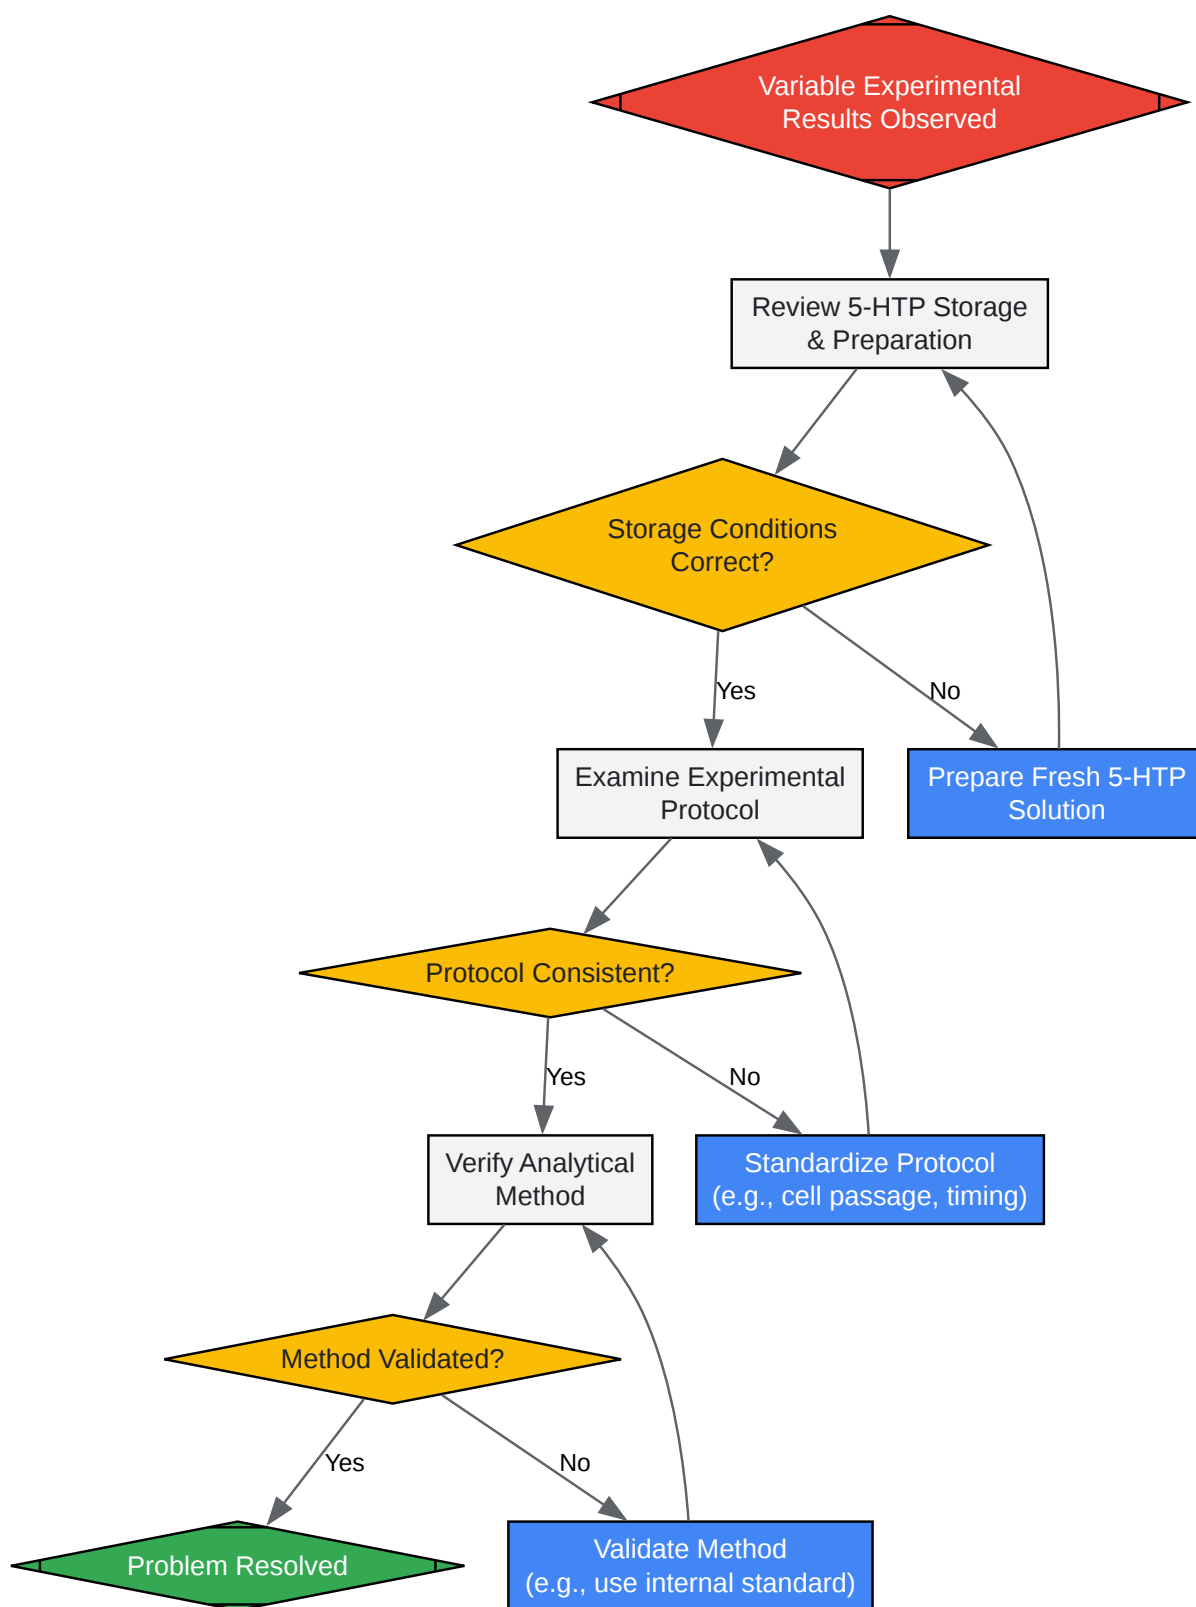 Variable Experimental
Results Observed
Review 5-HTP Storage
& Preparation
Storage Conditions
Correct?
Yes
No
Examine Experimental
Protocol
Prepare Fresh 5-HTP
Solution
Protocol Consistent?
Yes
No
Verify Analytical
Method
Standardize Protocol
(e.g., cell passage, timing)
Method Validated?
Yes
No
Problem Resolved
Validate Method
(e.g., use internal standard)